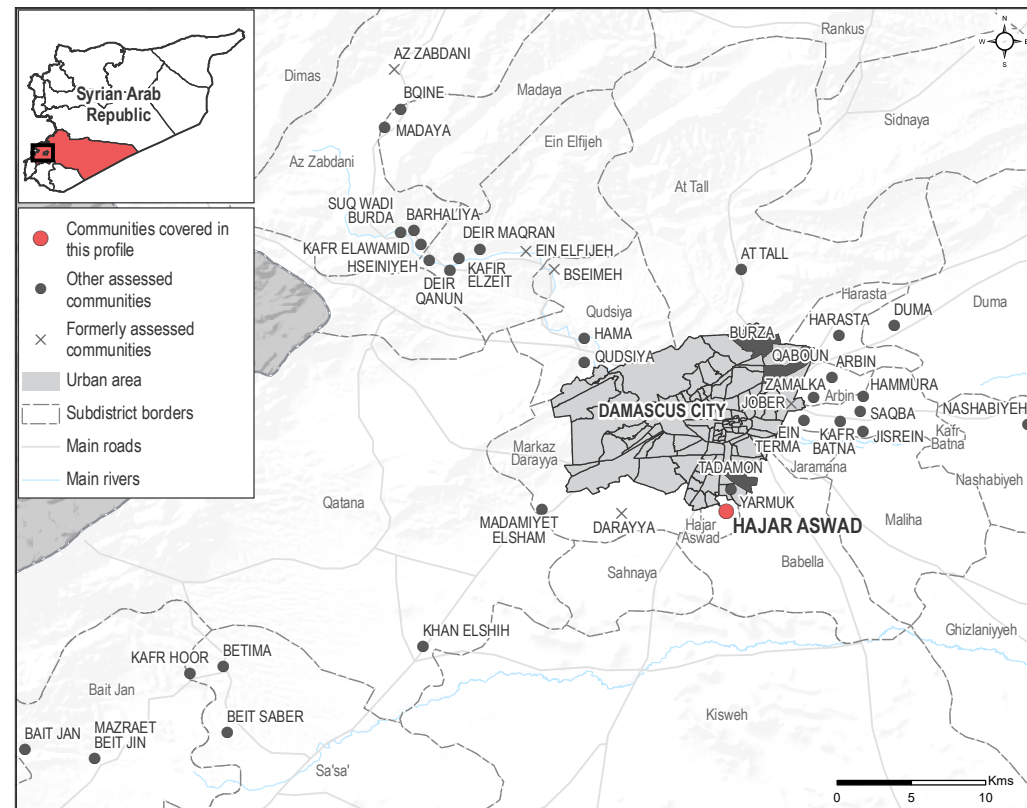 Syrian Arab
Republic
Communities covered in
this profile
Other assessed
communities
Formerly assessed
communities
Urban area
Subdistrict borders
Main roads
Main rivers
N
W
E
S
Rankus
AZ ZABDANI
Dimas
BQINE
Madaya
MADAYA
Sidnaya
Ein Elfijeh
Az Zabdani
At Tall
SUQ WADI
BURDA
BARHALIYA
DEIR MAQRAN
KAFR ELAWAMID
EIN ELFIJEH
HSEINIYEH
KAFIR
ELZEIT
BSEIMEH
DEIR
QANUN
AT TALL
Harasta
Duma
DUMA
Qudsiya
HARASTA
HAMA
BURZA
QUDSIYA
QABOUN
ARBIN
ZAMALKA
Arbin
HAMMURA
JOBER
DAMASCUS CITY
SAQBA
NASHABIYEH
EIN
TERMA
KAFR
BATNA
JISREIN
Kafr
Batna
Markaz
Darayya
TADAMON
Jaramana
Nashabiyeh
Qatana
YARMUK
MADAMIYET
ELSHAM
DARAYYA
Hajar
Aswad
HAJAR ASWAD
Maliha
Sahnaya
Babella
Ghizlaniyyeh
KHAN ELSHIH
KAFR HOOR
BETIMA
Bait Jan
BEIT SABER
Kisweh
BAIT JAN
MAZRAET
BEIT JIN
Sa'sa'
Kms
0
5
10